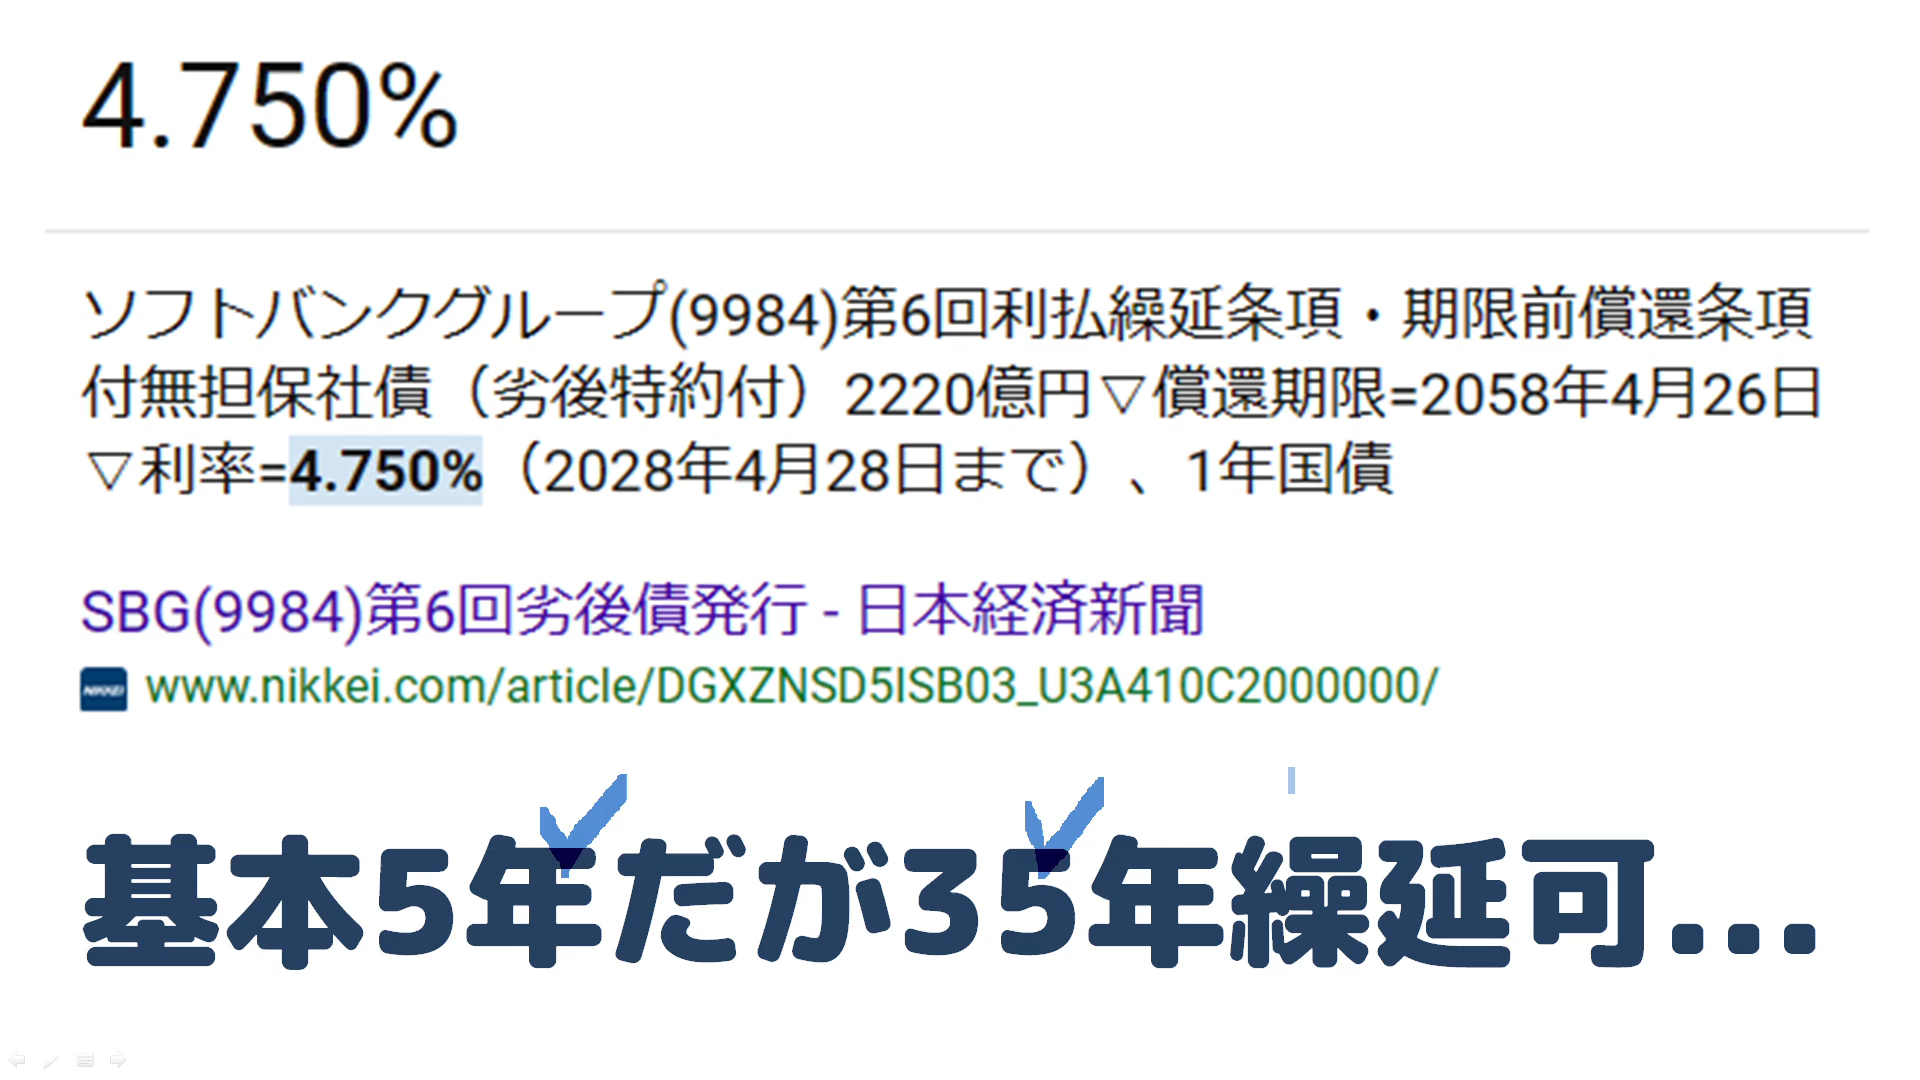 4.750%
ソフトバンクグループ(9984)第6回利払繰延条項・期限前償還条項
付無担保社債（劣後特約付）2220億円▽償還期限=2058年4月26日
▽利率=4.750%（2028年4月28日まで）、1年国債
SBG(9984)第6回劣後債発行 - 日本経済新聞
NIKKEI www.nikkei.com/article/DGXZNSD5ISB03_U3A410C2000000/
基本5年だが35年繰延可...